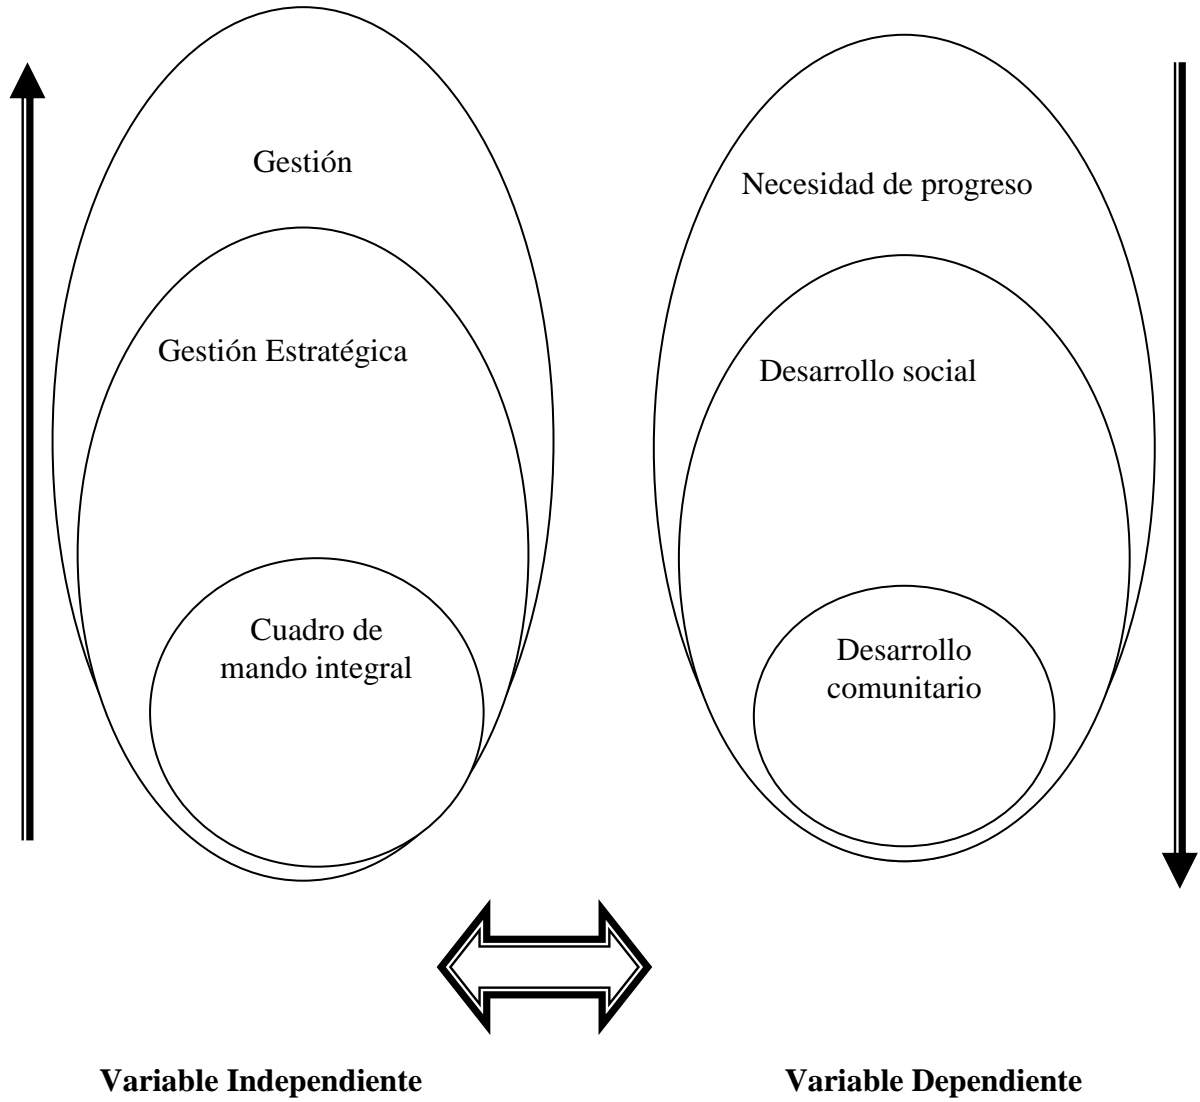 Gestión
Gestión Estratégica
Cuadro de
mando integral
Necesidad de progreso
Desarrollo social
Desarrollo
comunitario
Variable Independiente
Variable Dependiente